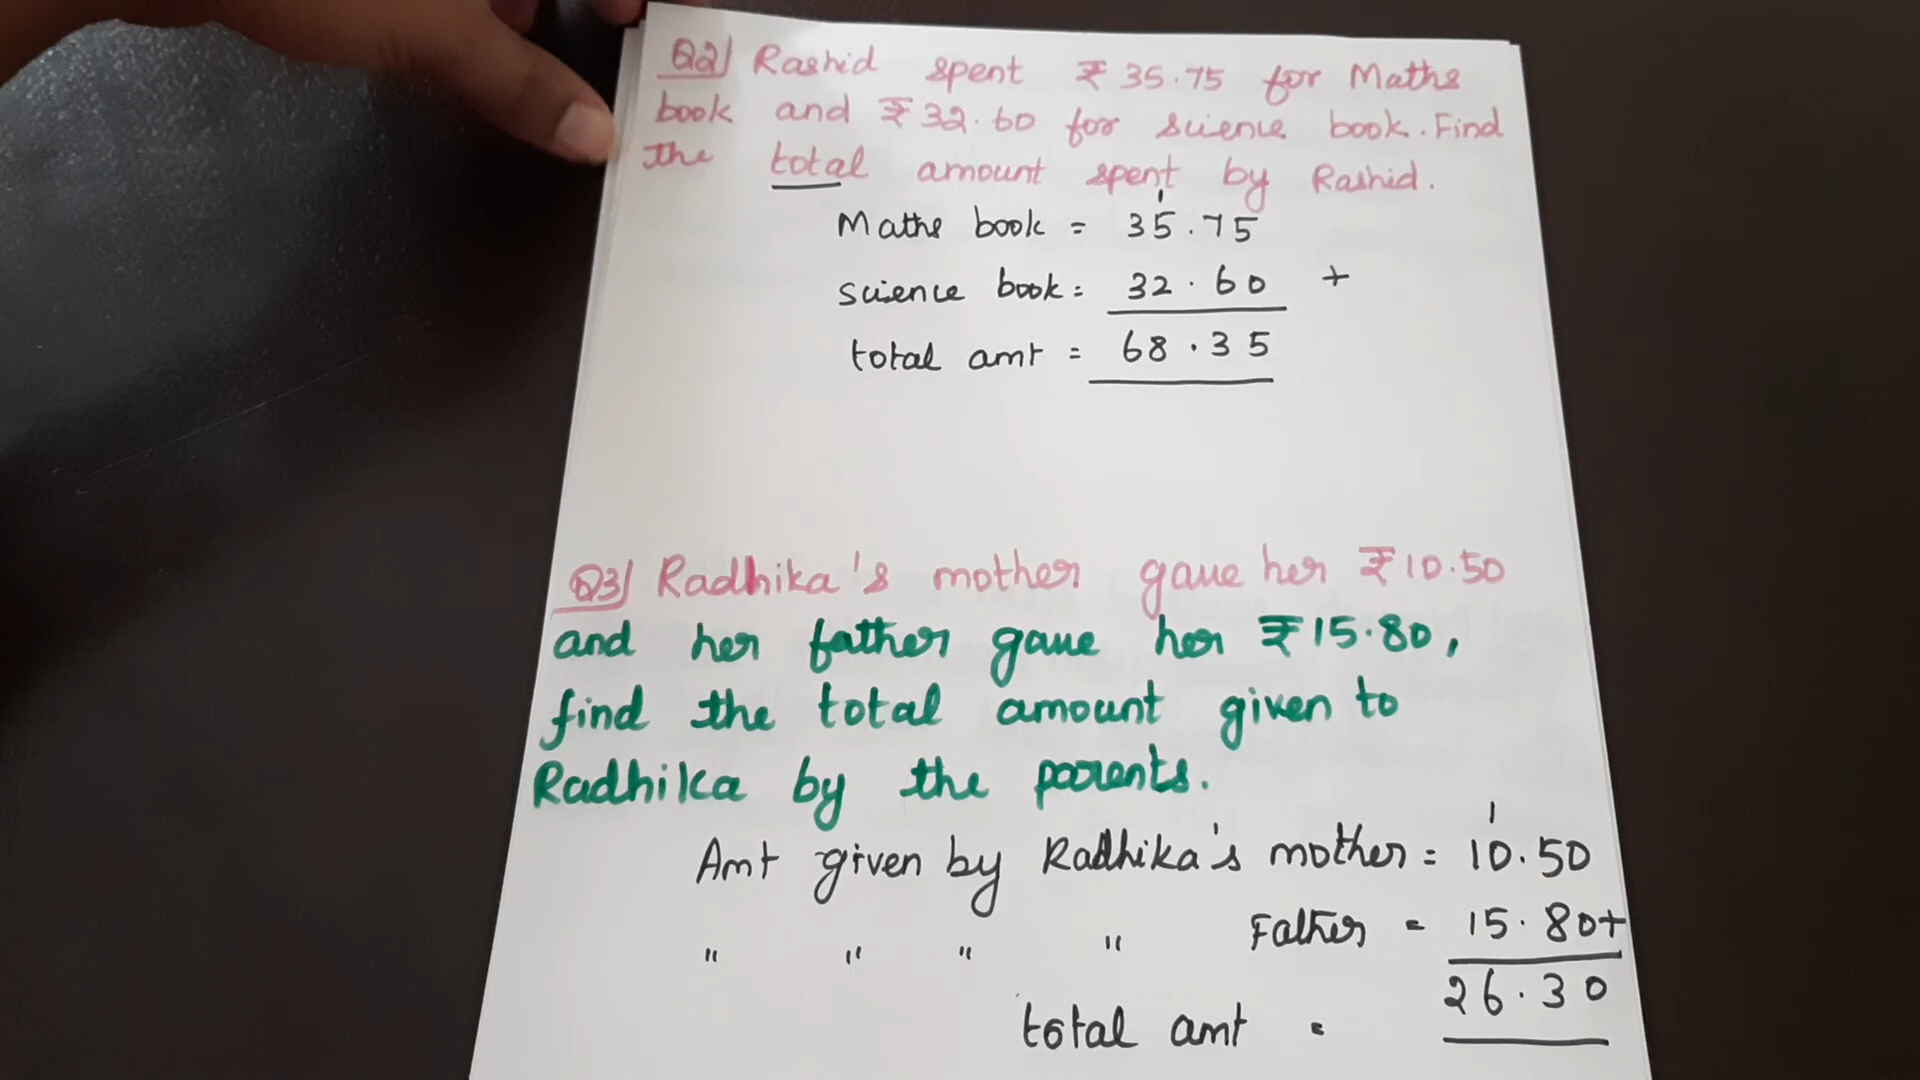 Q2) Rashid spent ₹ 35.75 for Maths
book and ₹32.60 for science book. Find
the total amount spent by Rashid.
1
Maths book = 35.75
science book = 32.60 +
total amt = 68.35
Q3) Radhika's mother gave her ₹10.50
and her father gave her ₹15.80,
find the total amount given to
Radhika by the parents.
1
Amt given by Radhika's mother = 10.50
" " " " Father = 15.80+
26.30
total amt =